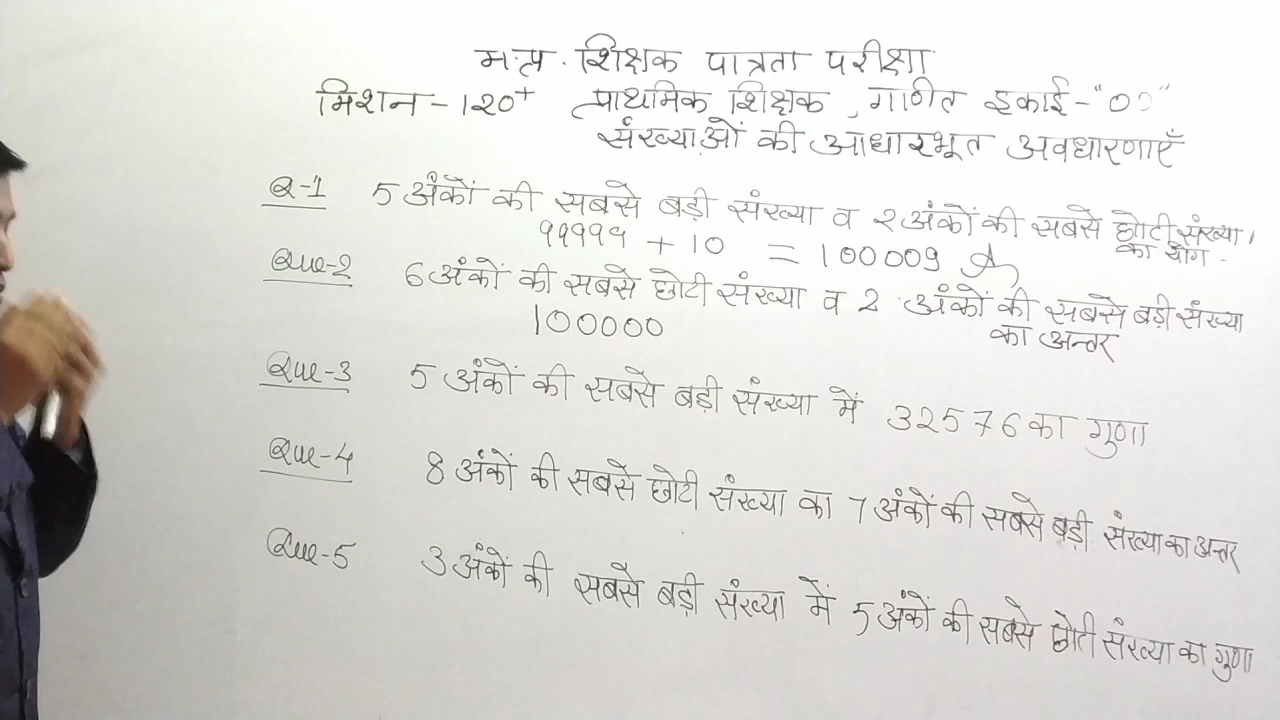 म.प्र. शिक्षक पात्रता परीक्षा
मिशन - 120+ प्राथमिक शिक्षक, गणित इकाई - "00"
संख्याओं की आधारभूत अवधारणाएँ
Q-1 5 अंकों की सबसे बड़ी संख्या व 2 अंकों की सबसे छोटी संख्या,
का योग -
99999 + 10 = 100009
Que-2 6 अंकों की सबसे छोटी संख्या व 2 अंकों की सबसे बड़ी संख्या
का अन्तर
100000
Que-3 5 अंकों की सबसे बड़ी संख्या में 32576 का गुणा
Que-4 8 अंकों की सबसे छोटी संख्या का 7 अंकों की सबसे बड़ी संख्या का अन्तर
Que-5 3 अंकों की सबसे बड़ी संख्या में 5 अंकों की सबसे छोटी संख्या का गुणा